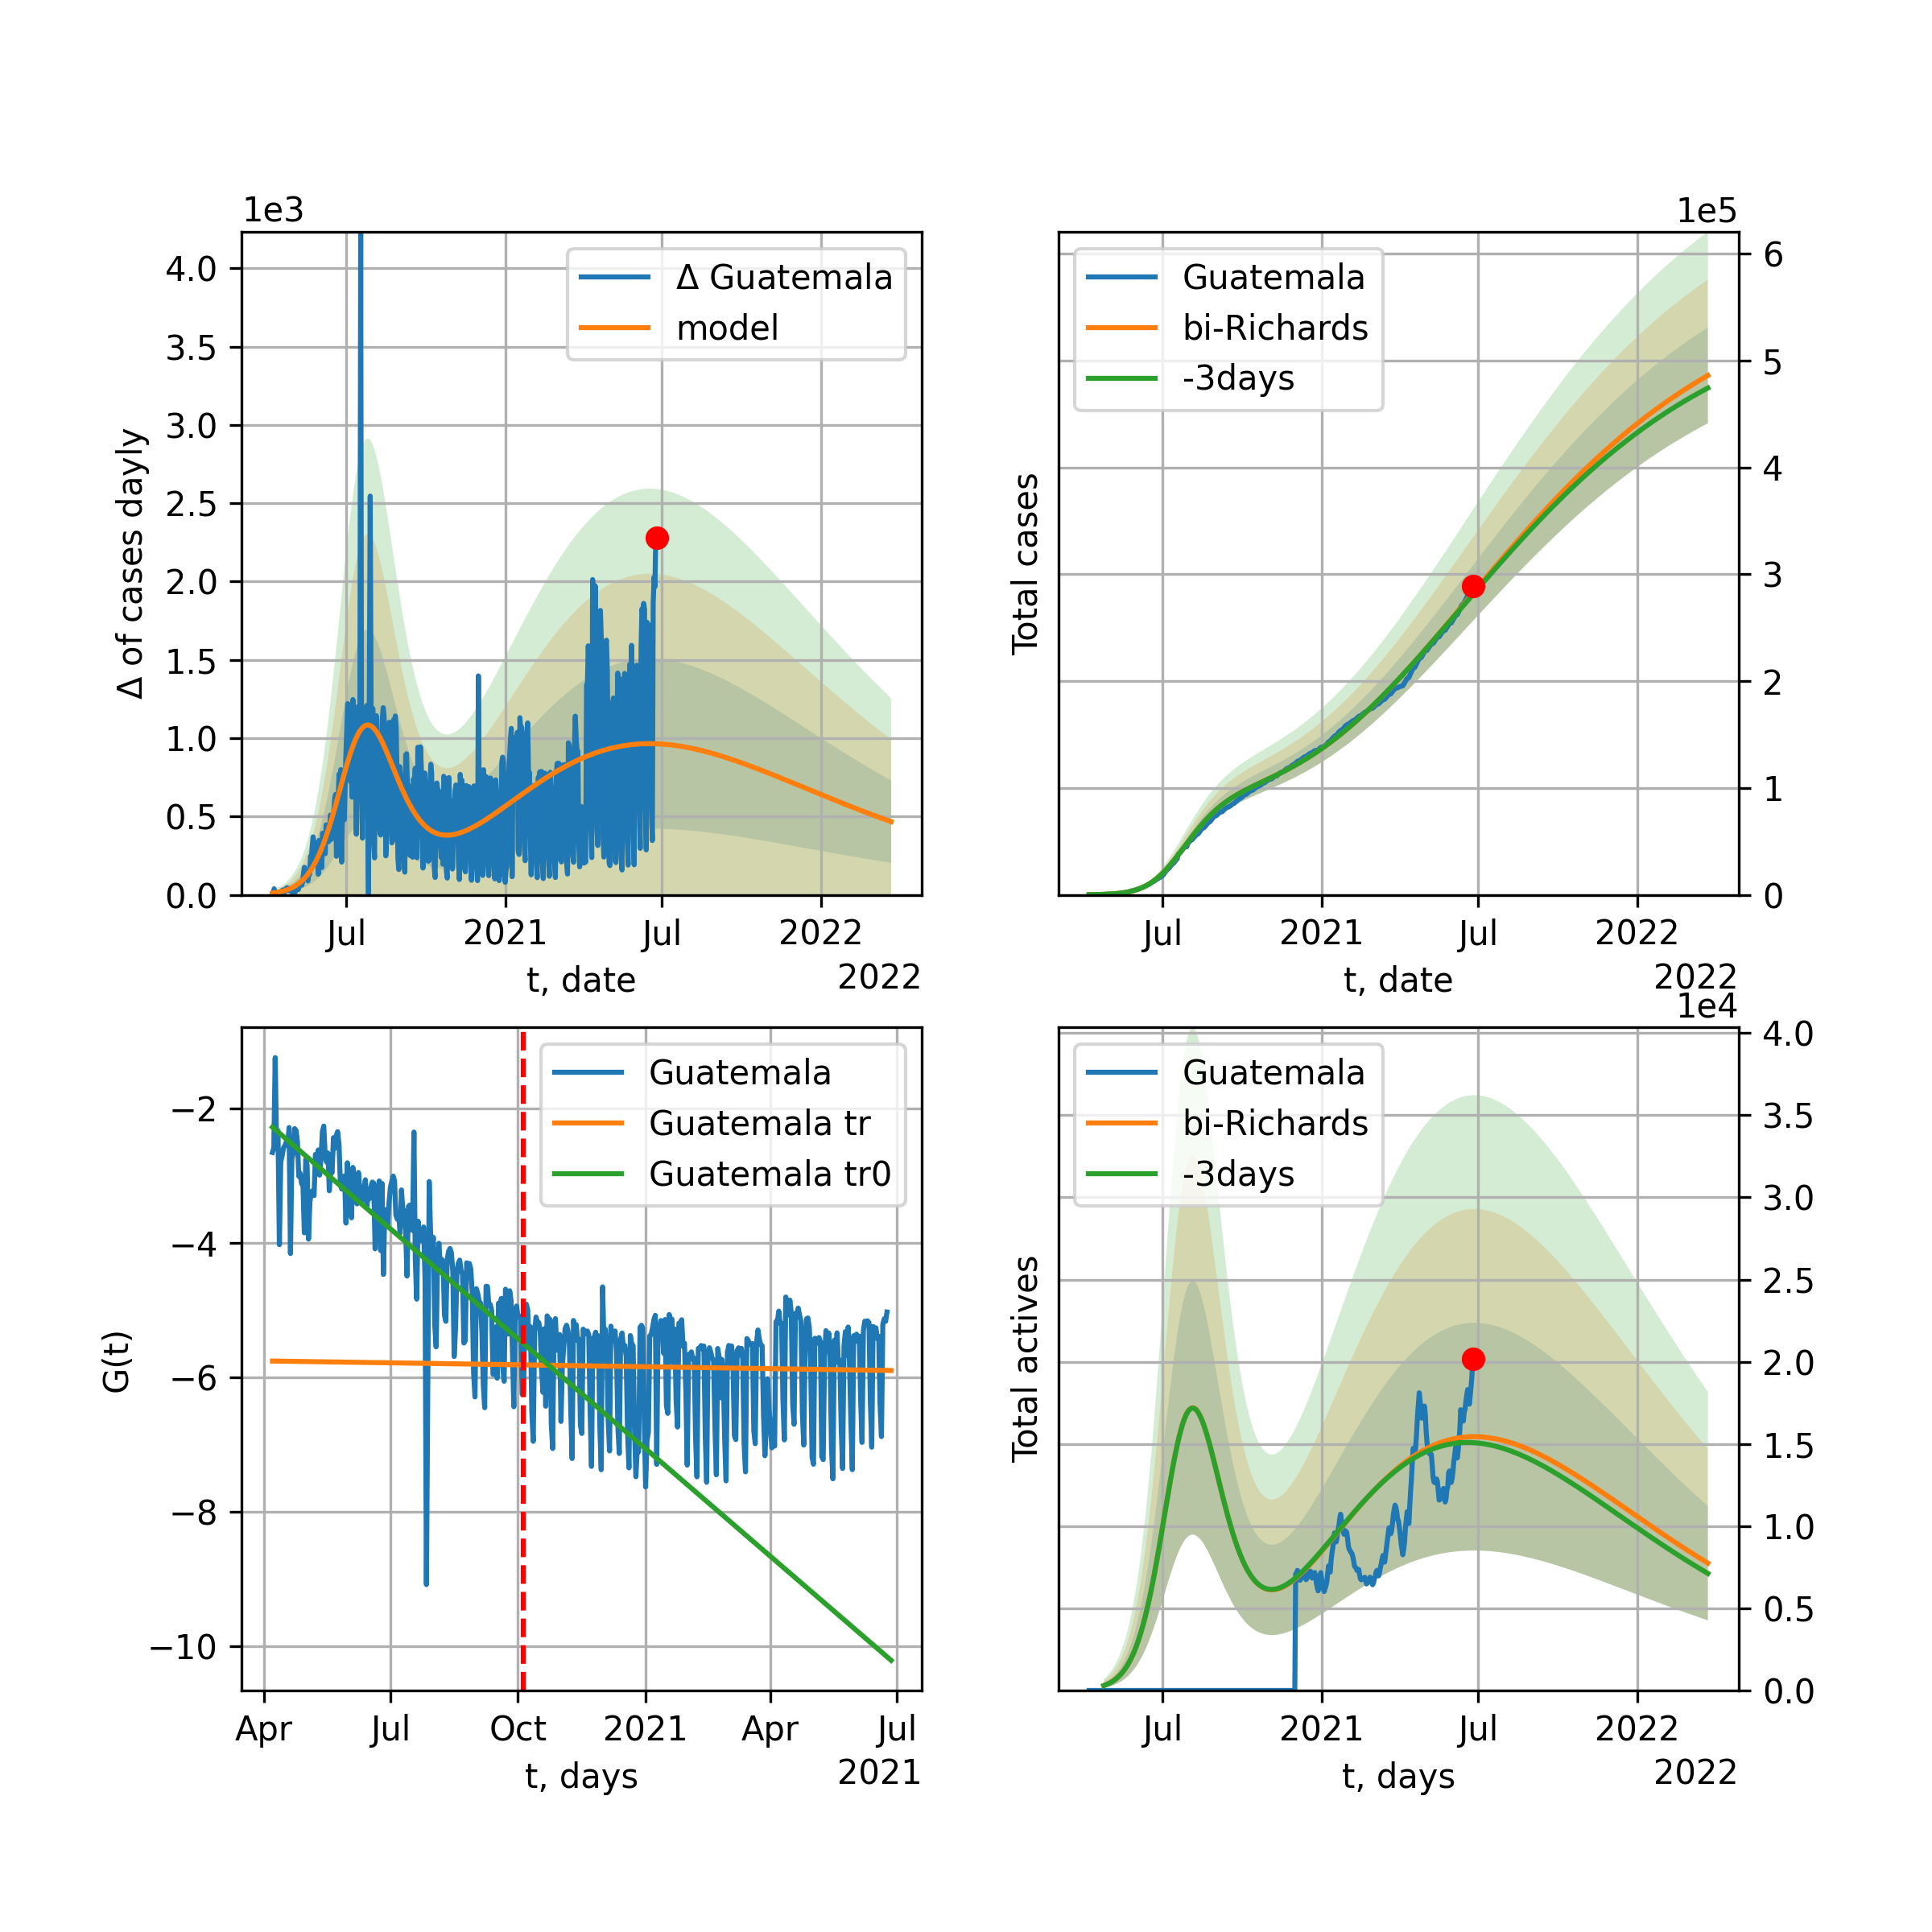 1e3
4.0
3.5
3.0
2.5
2.0
1.5
1.0
0.5
0.0
Δ of cases dayly
Δ Guatemala
model
Jul
2021
Jul
2022
t, date
2022
1e5
6
5
4
3
2
1
0
Total cases
Guatemala
bi-Richards
-3days
Jul
2021
Jul
2022
t, date
2022
−2
−4
−6
−8
−10
G(t)
Guatemala
Guatemala tr
Guatemala tr0
Apr
Jul
Oct
2021
Apr
Jul
t, days
2021
1e4
4.0
3.5
3.0
2.5
2.0
1.5
1.0
0.5
0.0
Total actives
Guatemala
bi-Richards
-3days
Jul
2021
Jul
2022
t, days
2022